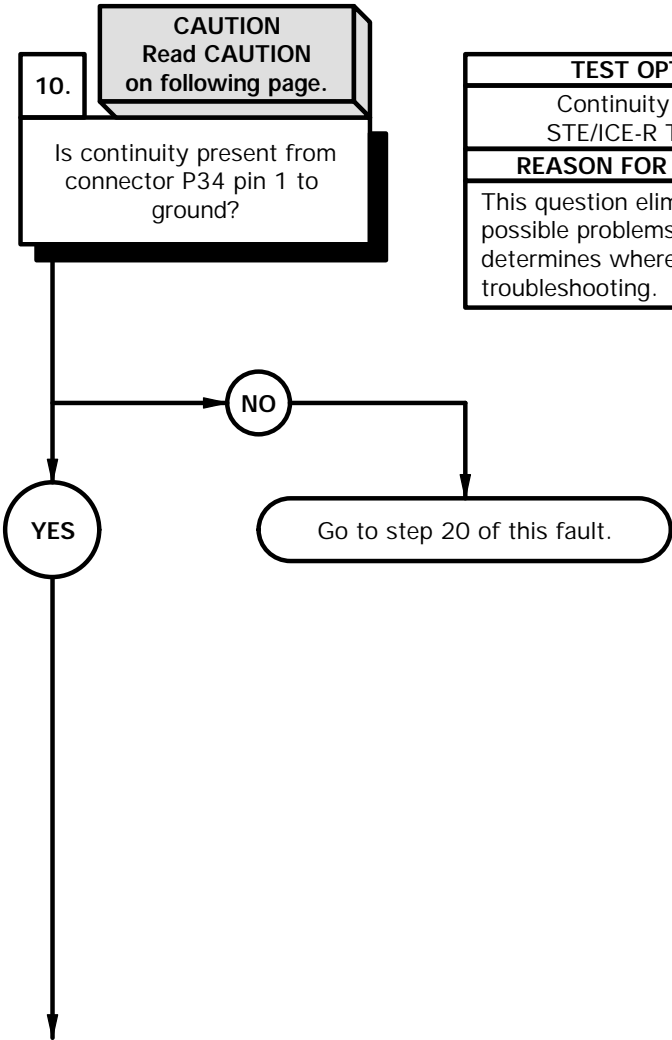 CAUTION
Read CAUTION
on following page.
10.
Is continuity present from
connector P34 pin 1 to
ground?
TEST OPT
Continuity
STE/ICE-R T
REASON FOR
This question elim
possible problems
determines where
troubleshooting.
NO
YES
Go to step 20 of this fault.